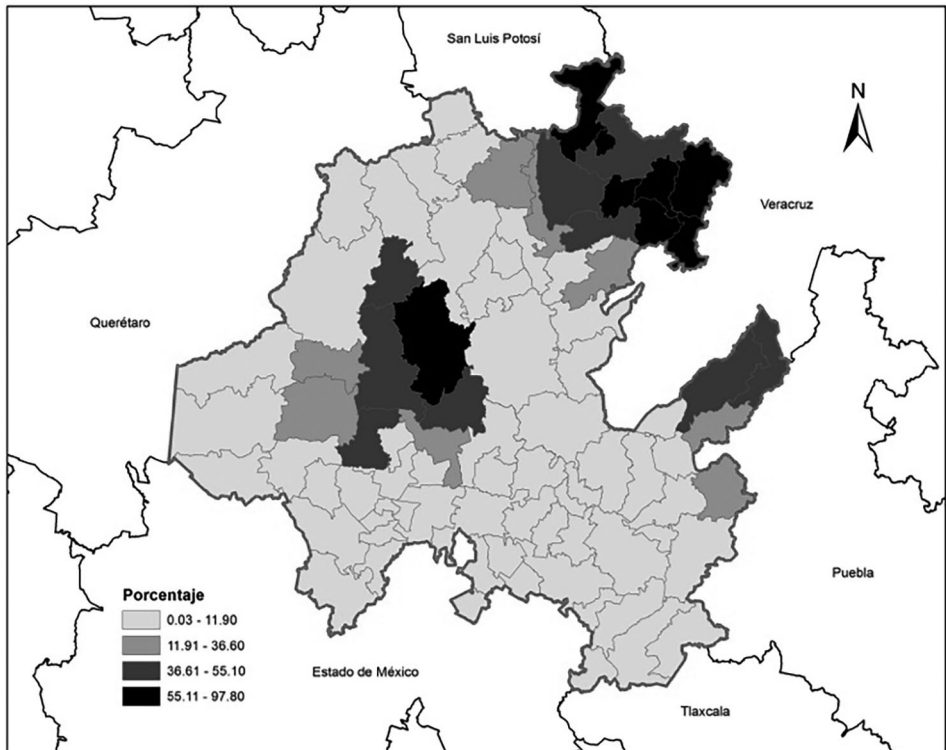 San Luis Potosí
N
Veracruz
Querétaro
Puebla
Porcentaje
0.03 - 11.90
11.91 - 36.60
36.61 - 55.10
55.11 - 97.80
Estado de México
Tlaxcala